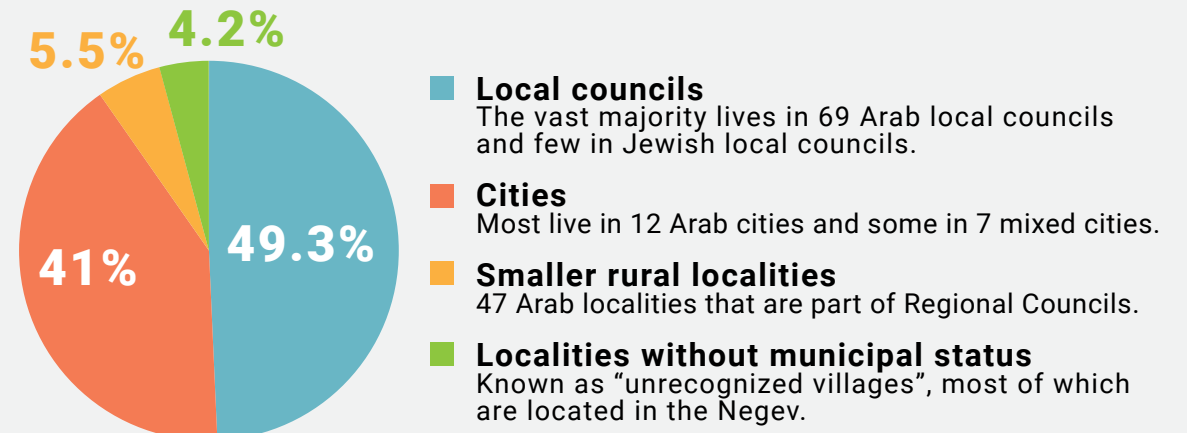 4.2%
5.5%
49.3%
41%
Local councils
The vast majority lives in 69 Arab local councils
and few in Jewish local councils.
Cities
Most live in 12 Arab cities and some in 7 mixed cities.
Smaller rural localities
47 Arab localities that are part of Regional Councils.
Localities without municipal status
Known as “unrecognized villages”, most of which
are located in the Negev.